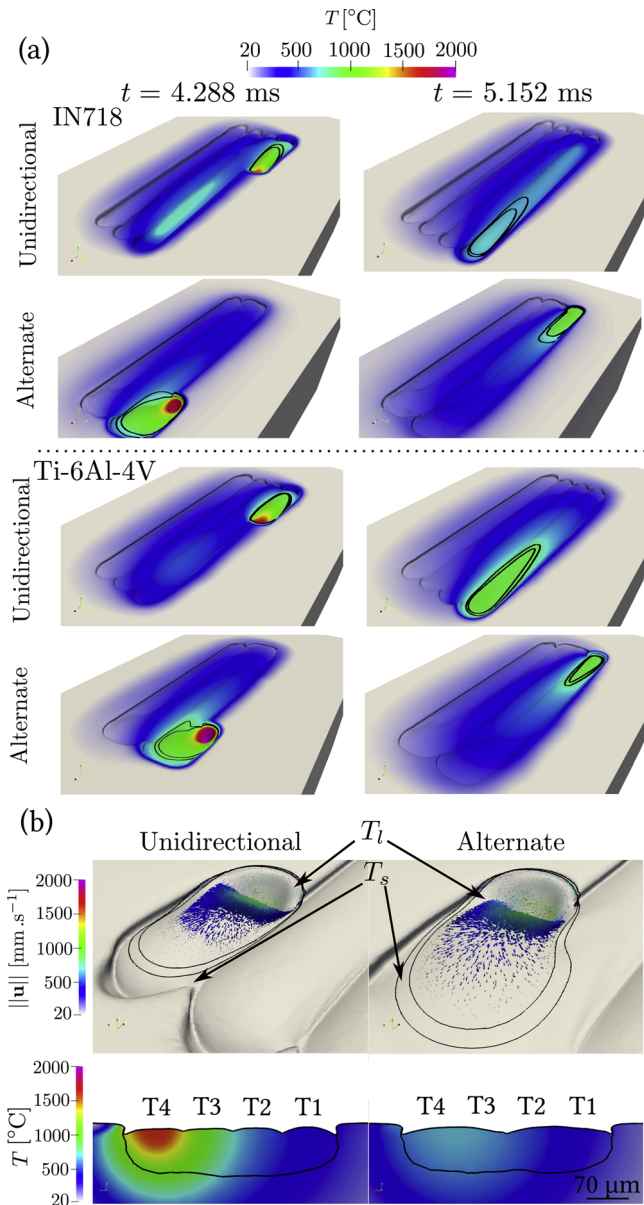 (a)
T [°C]
20 500 1000 1500 2000
t = 4.288 ms t = 5.152 ms
IN718
Unidirectional
Alternate
Ti-6Al-4V
Unidirectional
Alternate
(b)
Unidirectional T_l Alternate
T_s
||u|| [mm.s⁻¹]
2000
1500
1000
500
20
T [°C]
2000
1500
1000
500
20
T4 T3 T2 T1 T4 T3 T2 T1
70 µm